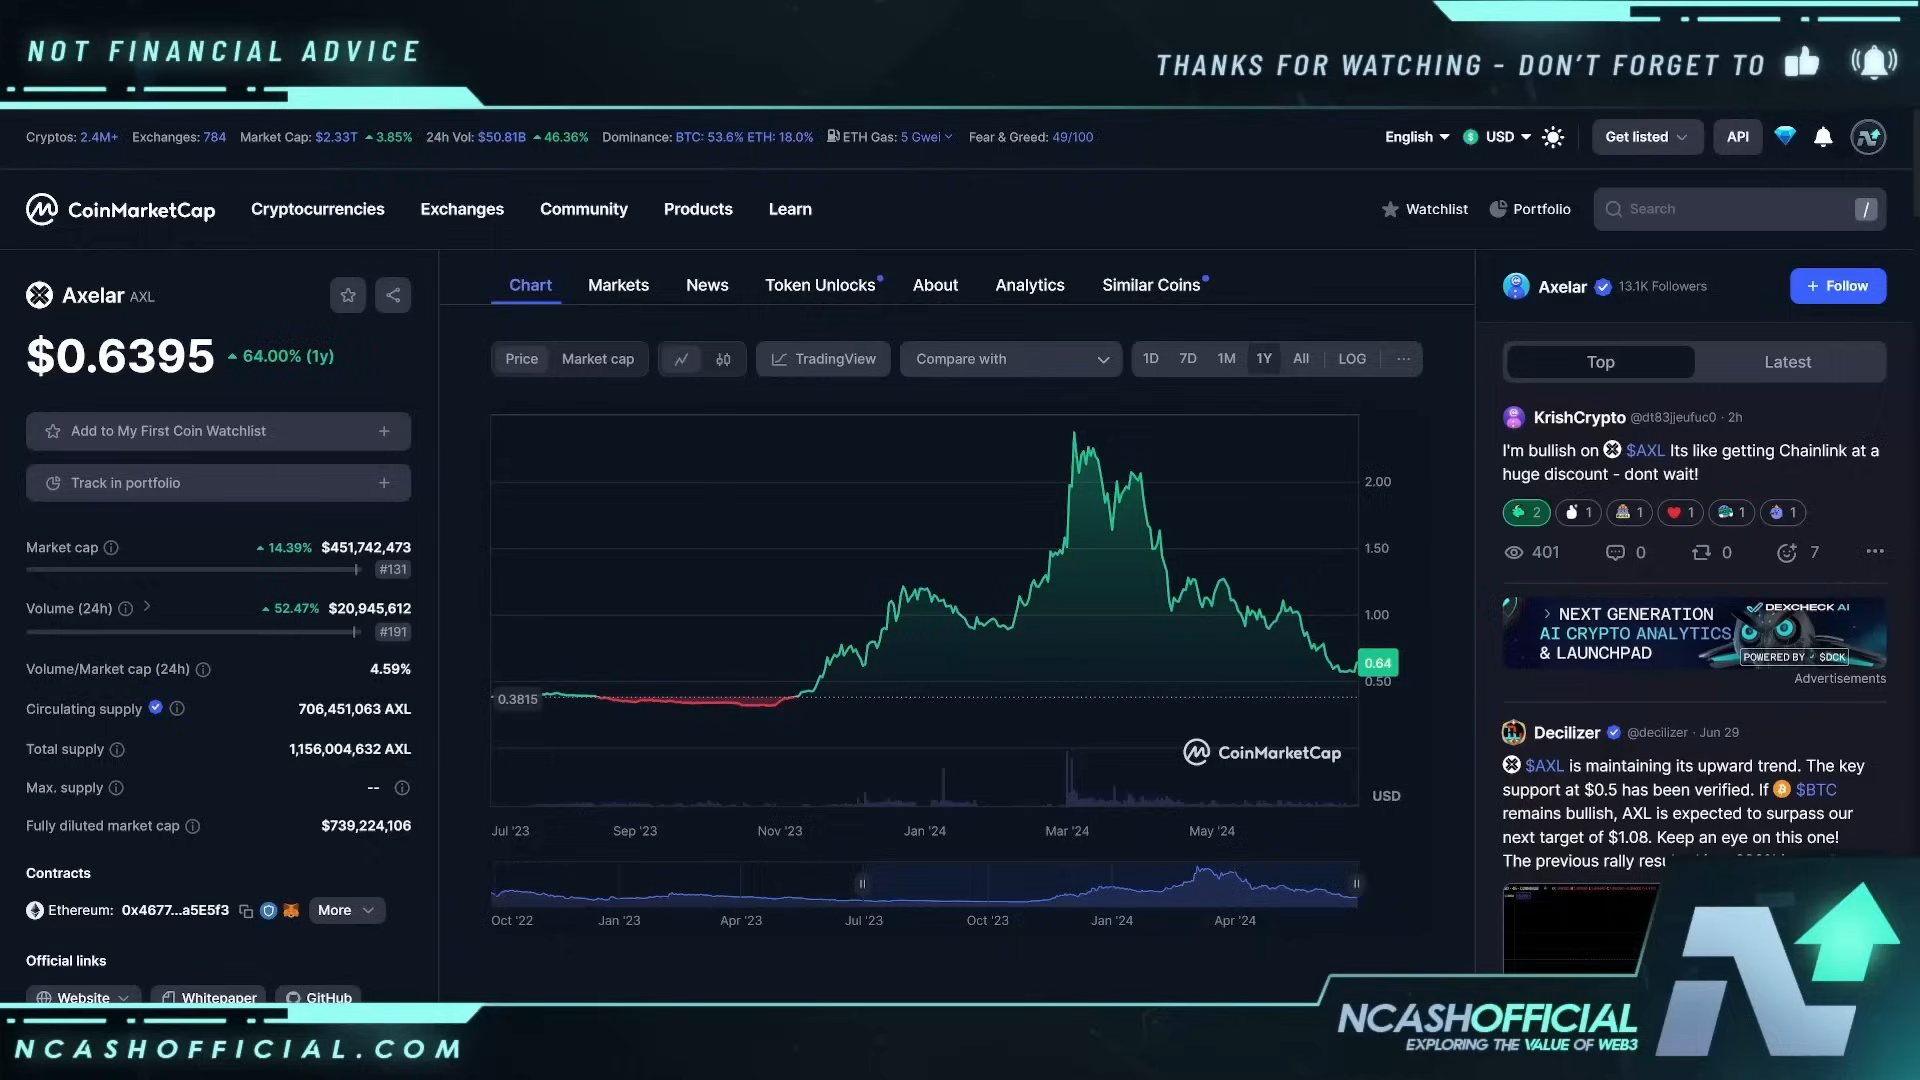 NOT FINANCIAL ADVICE
THANKS FOR WATCHING - DON'T FORGET TO
Cryptos: 2.4M+ Exchanges: 784 Market Cap: $2.33T 3.85% 24h Vol: $50.81B 46.36% Dominance: BTC: 53.6% ETH: 18.0% ETH Gas: 5 Gwei Fear & Greed: 49/100
English $ USD Get listed API
CoinMarketCap Cryptocurrencies Exchanges Community Products Learn
Watchlist Portfolio Search /
Axelar AXL
$0.6395 64.00% (1y)
Add to My First Coin Watchlist +
Track in portfolio +
Market cap 14.39% $451,742,473
#131
Volume (24h) 52.47% $20,945,612
#191
Volume/Market cap (24h) 4.59%
Circulating supply 706,451,063 AXL
Total supply 1,156,004,632 AXL
Max. supply --
Fully diluted market cap $739,224,106
Contracts
Ethereum: 0x4677...a5E5f3 More
Official links
Website Whitepaper GitHub
Chart Markets News Token Unlocks About Analytics Similar Coins
Price Market cap TradingView Compare with 1D 7D 1M 1Y All LOG ...
2.00
1.50
1.00
0.64
0.50
0.3815
CoinMarketCap
USD
Jul '23 Sep '23 Nov '23 Jan '24 Mar '24 May '24
Oct '22 Jan '23 Apr '23 Jul '23 Oct '23 Jan '24 Apr '24
Axelar 13.1K Followers + Follow
Top Latest
KrishCrypto @dt83jjeufuc0 · 2h
I'm bullish on $AXL Its like getting Chainlink at a
huge discount - dont wait!
2 1 1 1 1 1
401 0 0 7 ...
> NEXT GENERATION
AI CRYPTO ANALYTICS
& LAUNCHPAD
DEXCHECK AI
POWERED BY $DCK
Advertisements
Decilizer @decilizer · Jun 29
$AXL is maintaining its upward trend. The key
support at $0.5 has been verified. If $BTC
remains bullish, AXL is expected to surpass our
next target of $1.08. Keep an eye on this one!
The previous rally
NCASHOFFICIAL
EXPLORING THE VALUE OF WEB3
NCASHOFFICIAL.COM